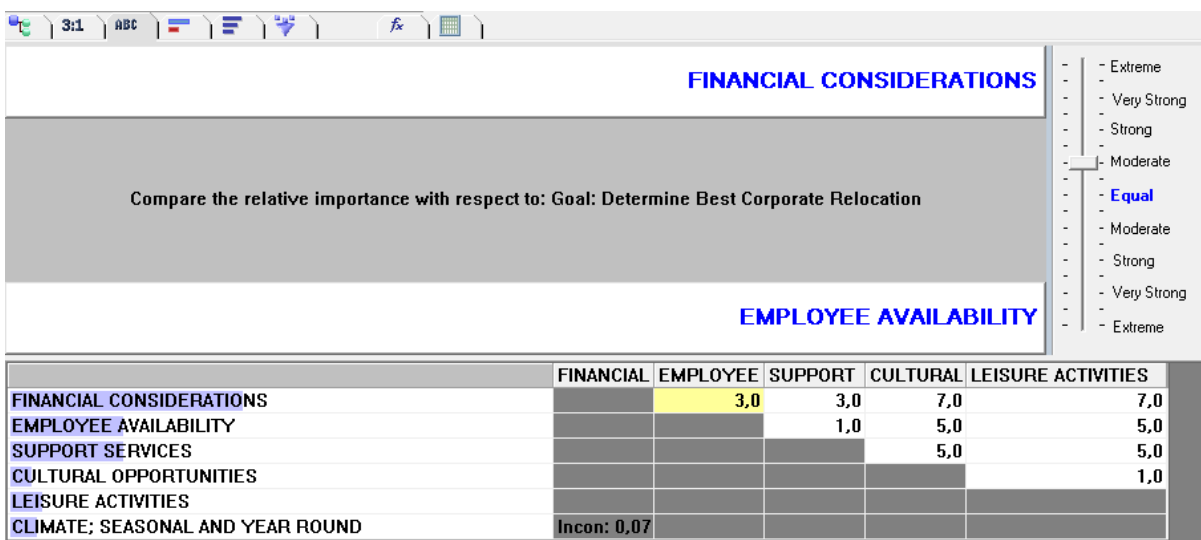 3:1 ABC fx
FINANCIAL CONSIDERATIONS
Compare the relative importance with respect to: Goal: Determine Best Corporate Relocation
EMPLOYEE AVAILABILITY
Extreme
Very Strong
Strong
Moderate
Equal
Moderate
Strong
Very Strong
Extreme
FINANCIAL EMPLOYEE SUPPORT CULTURAL LEISURE ACTIVITIES
FINANCIAL CONSIDERATIONS 3,0 3,0 7,0 7,0
EMPLOYEE AVAILABILITY 1,0 5,0 5,0
SUPPORT SERVICES 5,0 5,0
CULTURAL OPPORTUNITIES 1,0
LEISURE ACTIVITIES
CLIMATE; SEASONAL AND YEAR ROUND Incon: 0,07